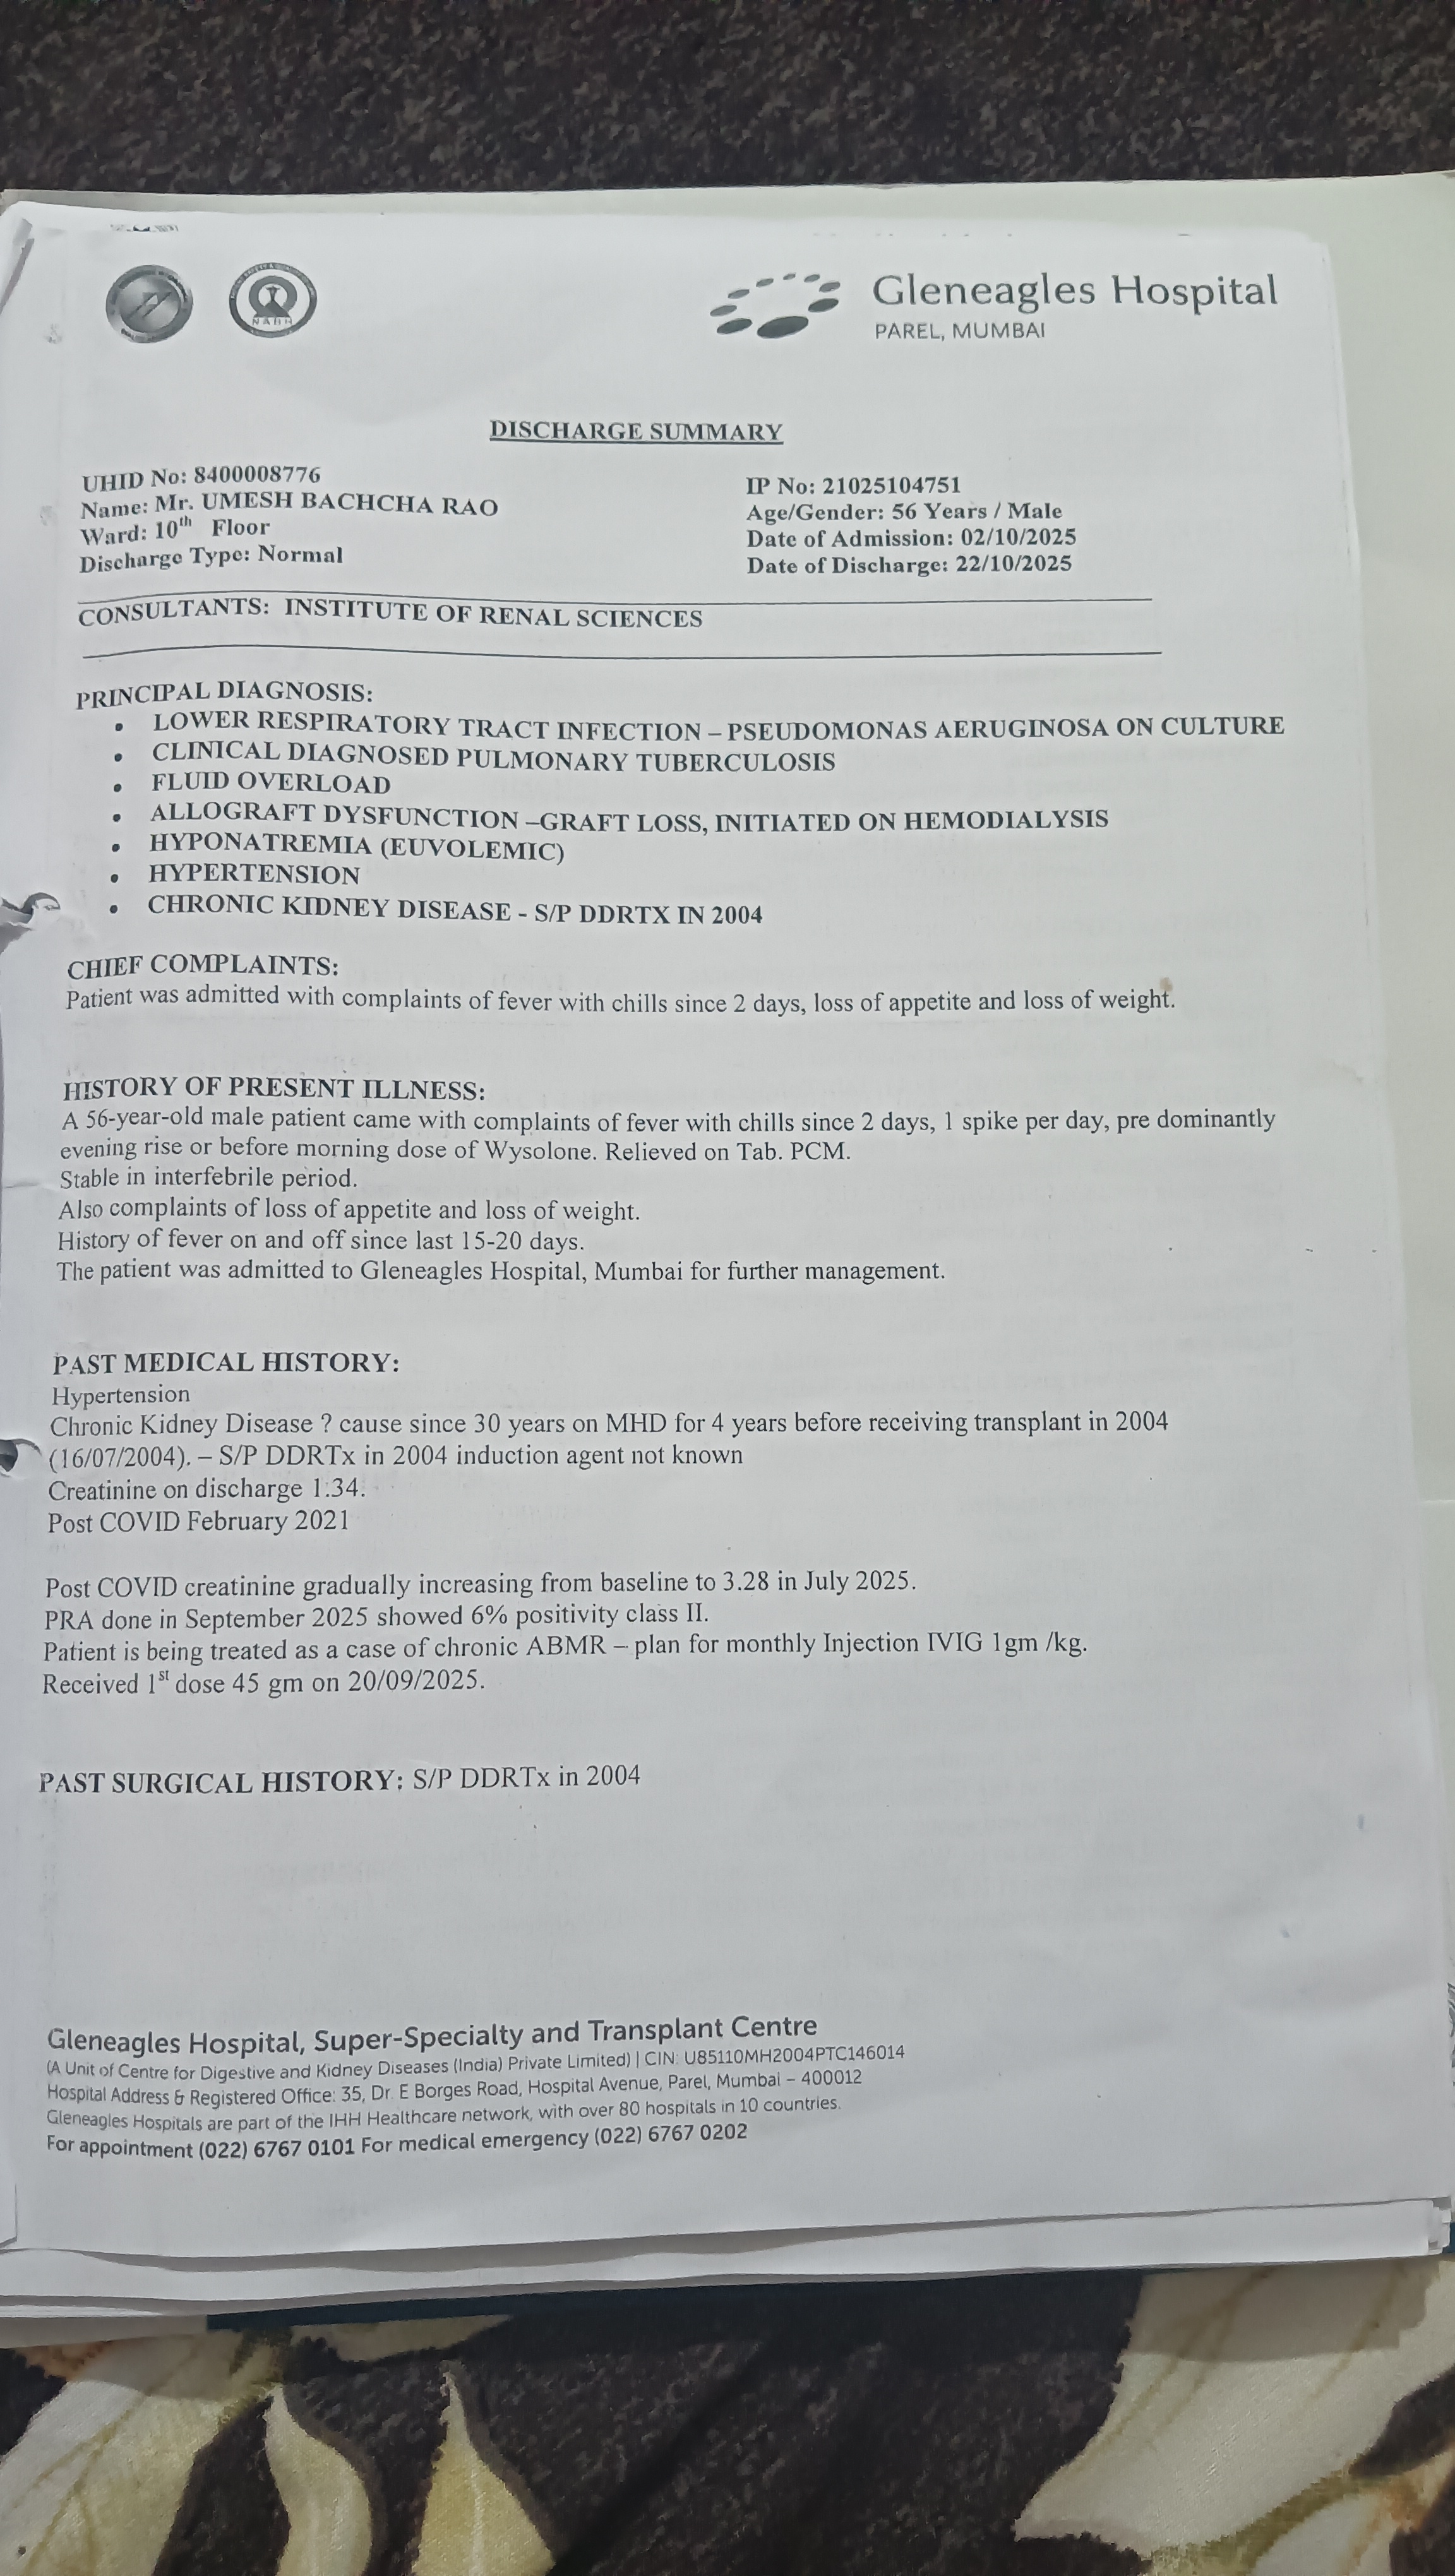 NABH
Gleneagles Hospital
PAREL, MUMBAI
DISCHARGE SUMMARY
UHID No: 8400008776
Name: Mr. UMESH BACHCHA RAO
Ward: 10th Floor
Discharge Type: Normal
IP No: 21025104751
Age/Gender: 56 Years / Male
Date of Admission: 02/10/2025
Date of Discharge: 22/10/2025
CONSULTANTS: INSTITUTE OF RENAL SCIENCES
PRINCIPAL DIAGNOSIS:
• LOWER RESPIRATORY TRACT INFECTION – PSEUDOMONAS AERUGINOSA ON CULTURE
• CLINICAL DIAGNOSED PULMONARY TUBERCULOSIS
• FLUID OVERLOAD
• ALLOGRAFT DYSFUNCTION –GRAFT LOSS, INITIATED ON HEMODIALYSIS
• HYPONATREMIA (EUVOLEMIC)
• HYPERTENSION
• CHRONIC KIDNEY DISEASE - S/P DDRTX IN 2004
CHIEF COMPLAINTS:
Patient was admitted with complaints of fever with chills since 2 days, loss of appetite and loss of weight.
HISTORY OF PRESENT ILLNESS:
A 56-year-old male patient came with complaints of fever with chills since 2 days, 1 spike per day, pre dominantly
evening rise or before morning dose of Wysolone. Relieved on Tab. PCM.
Stable in interfebrile period.
Also complaints of loss of appetite and loss of weight.
History of fever on and off since last 15-20 days.
The patient was admitted to Gleneagles Hospital, Mumbai for further management.
PAST MEDICAL HISTORY:
Hypertension
Chronic Kidney Disease ? cause since 30 years on MHD for 4 years before receiving transplant in 2004
(16/07/2004). – S/P DDRTx in 2004 induction agent not known
Creatinine on discharge 1:34.
Post COVID February 2021
Post COVID creatinine gradually increasing from baseline to 3.28 in July 2025.
PRA done in September 2025 showed 6% positivity class II.
Patient is being treated as a case of chronic ABMR – plan for monthly Injection IVIG 1gm /kg.
Received 1st dose 45 gm on 20/09/2025.
PAST SURGICAL HISTORY: S/P DDRTx in 2004
Gleneagles Hospital, Super-Specialty and Transplant Centre
(A Unit of Centre for Digestive and Kidney Diseases (India) Private Limited) | CIN: U85110MH2004PTC146014
Hospital Address & Registered Office: 35, Dr. E Borges Road, Hospital Avenue, Parel, Mumbai – 400012
Gleneagles Hospitals are part of the IHH Healthcare network, with over 80 hospitals in 10 countries.
For appointment (022) 6767 0101 For medical emergency (022) 6767 0202